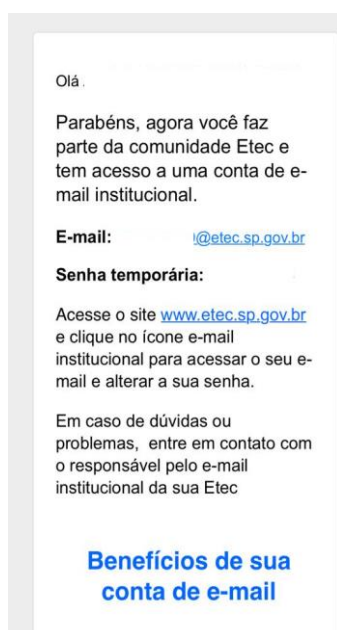 Olá
Parabéns, agora você faz
parte da comunidade Etec e
tem acesso a uma conta de e-
mail institucional.
E-mail: @etec.sp.gov.br
Senha temporária:
Acesse o site www.etec.sp.gov.br
e clique no ícone e-mail
institucional para acessar o seu e-
mail e alterar a sua senha.
Em caso de dúvidas ou
problemas, entre em contato com
o responsável pelo e-mail
institucional da sua Etec
Benefícios de sua
conta de e-mail